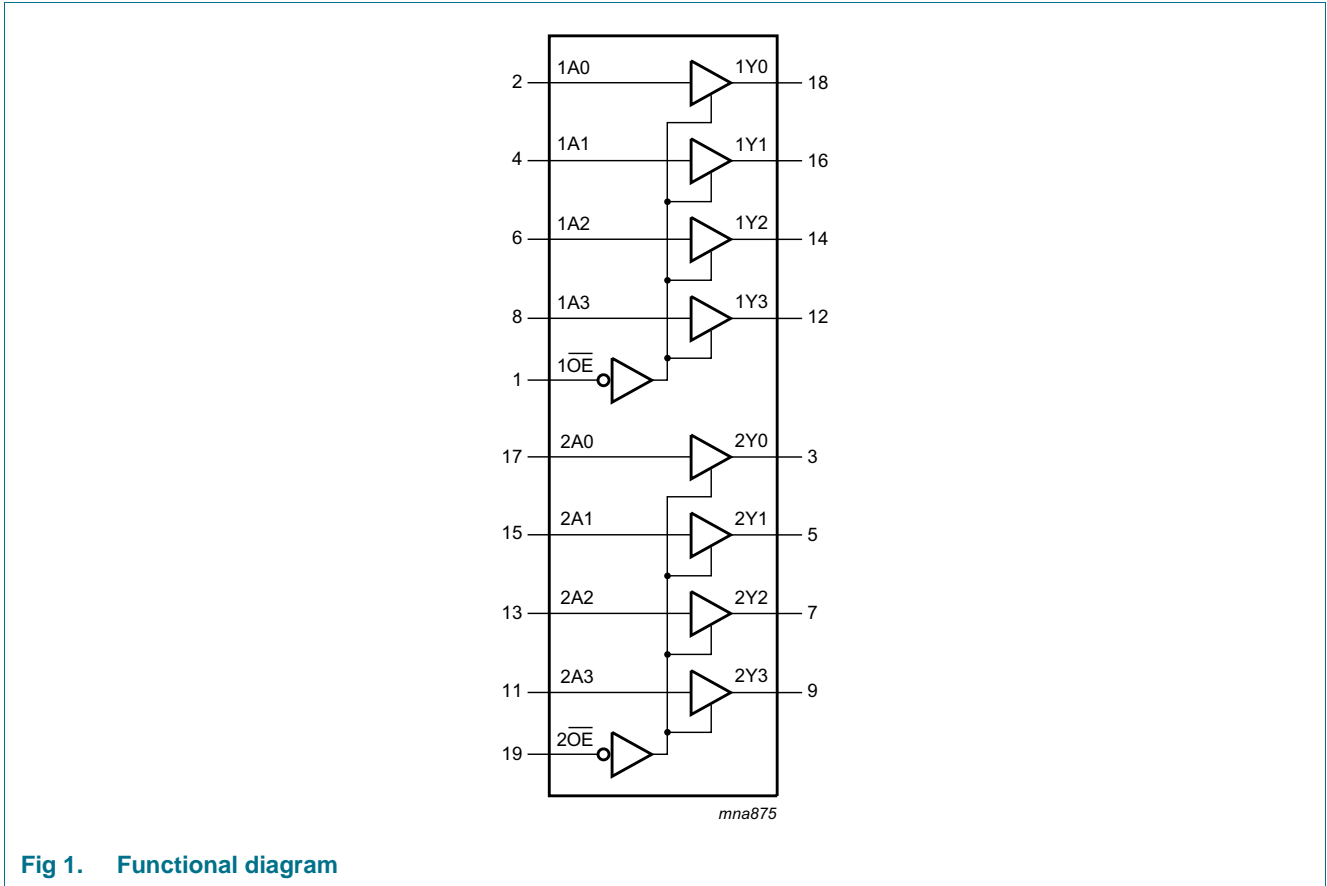 2 1A0 1Y0 18
4 1A1 1Y1 16
6 1A2 1Y2 14
8 1A3 1Y3 12
1 1O̅E̅
17 2A0 2Y0 3
15 2A1 2Y1 5
13 2A2 2Y2 7
11 2A3 2Y3 9
19 2O̅E̅
mna875
Fig 1. Functional diagram